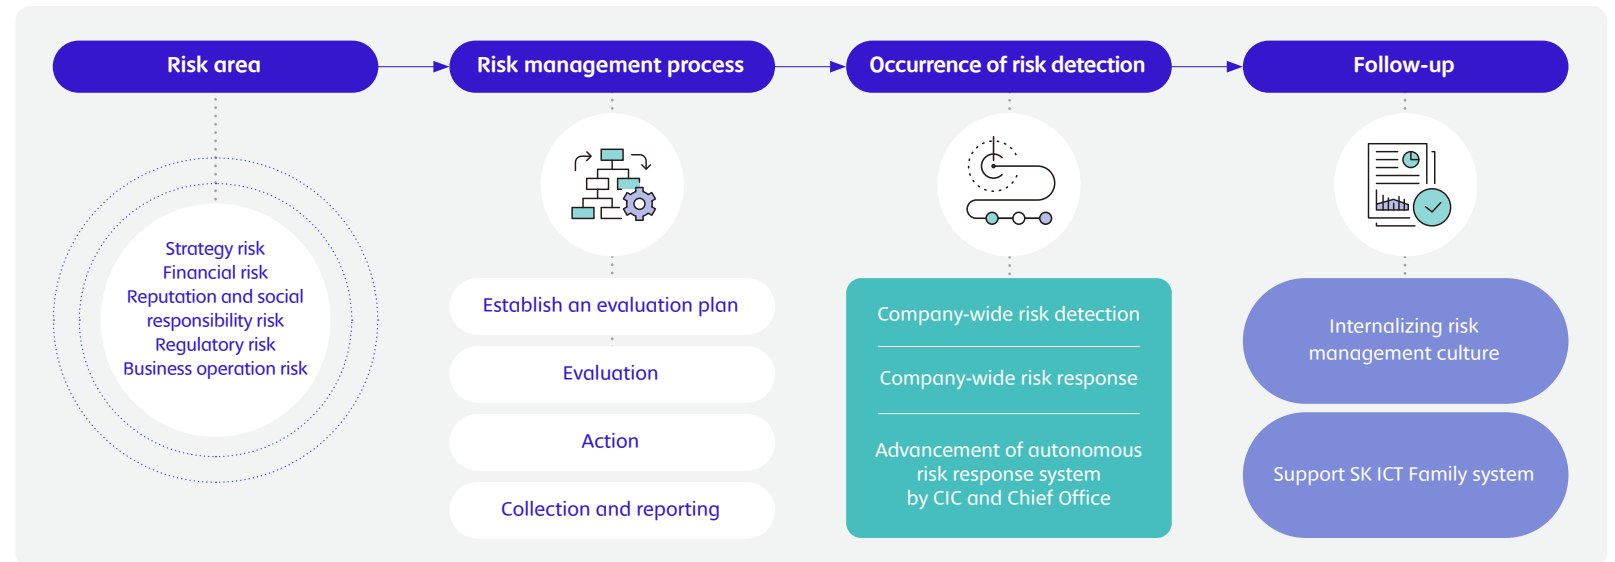 Risk area
Risk management process
Occurrence of risk detection
Follow-up
Strategy risk
Financial risk
Reputation and social
responsibility risk
Regulatory risk
Business operation risk
Establish an evaluation plan
Evaluation
Action
Collection and reporting
Company-wide risk detection
Company-wide risk response
Advancement of autonomous
risk response system
by CIC and Chief Office
Internalizing risk
management culture
Support SK ICT Family system